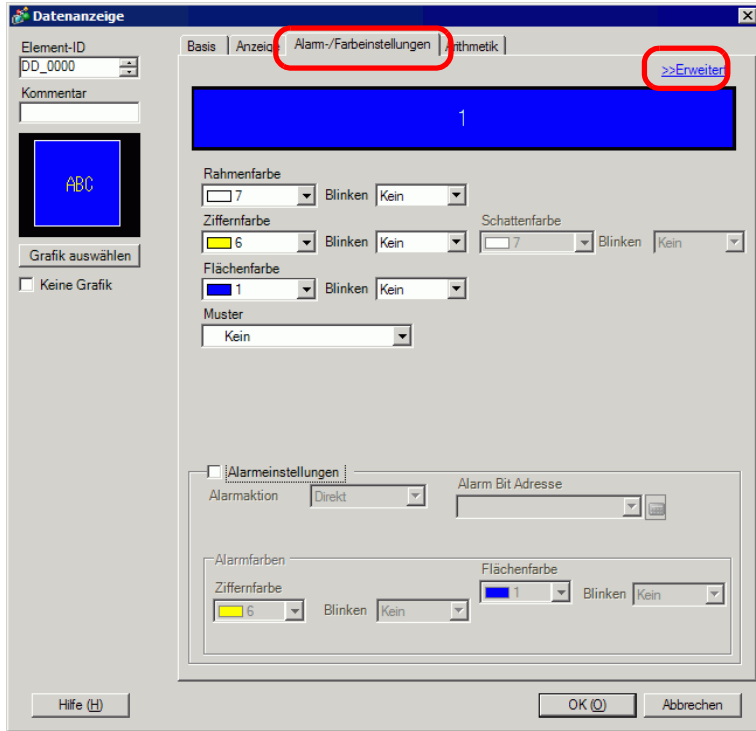 Datenanzeige
Element-ID
DD_0000
Kommentar
ABC
Grafik auswählen
Keine Grafik
Basis Anzeige Alarm-/Farbeinstellungen Arithmetik
>>Erweitert
1
Rahmenfarbe
7 Blinken Kein
Ziffernfarbe Schattenfarbe
6 Blinken Kein 7 Blinken Kein
Flächenfarbe
1 Blinken Kein
Muster
Kein
Alarmeinstellungen
Alarmaktion Direkt Alarm Bit Adresse
Alarmfarben
Ziffernfarbe Flächenfarbe
6 Blinken Kein 1 Blinken Kein
Hilfe (H) OK (O) Abbrechen